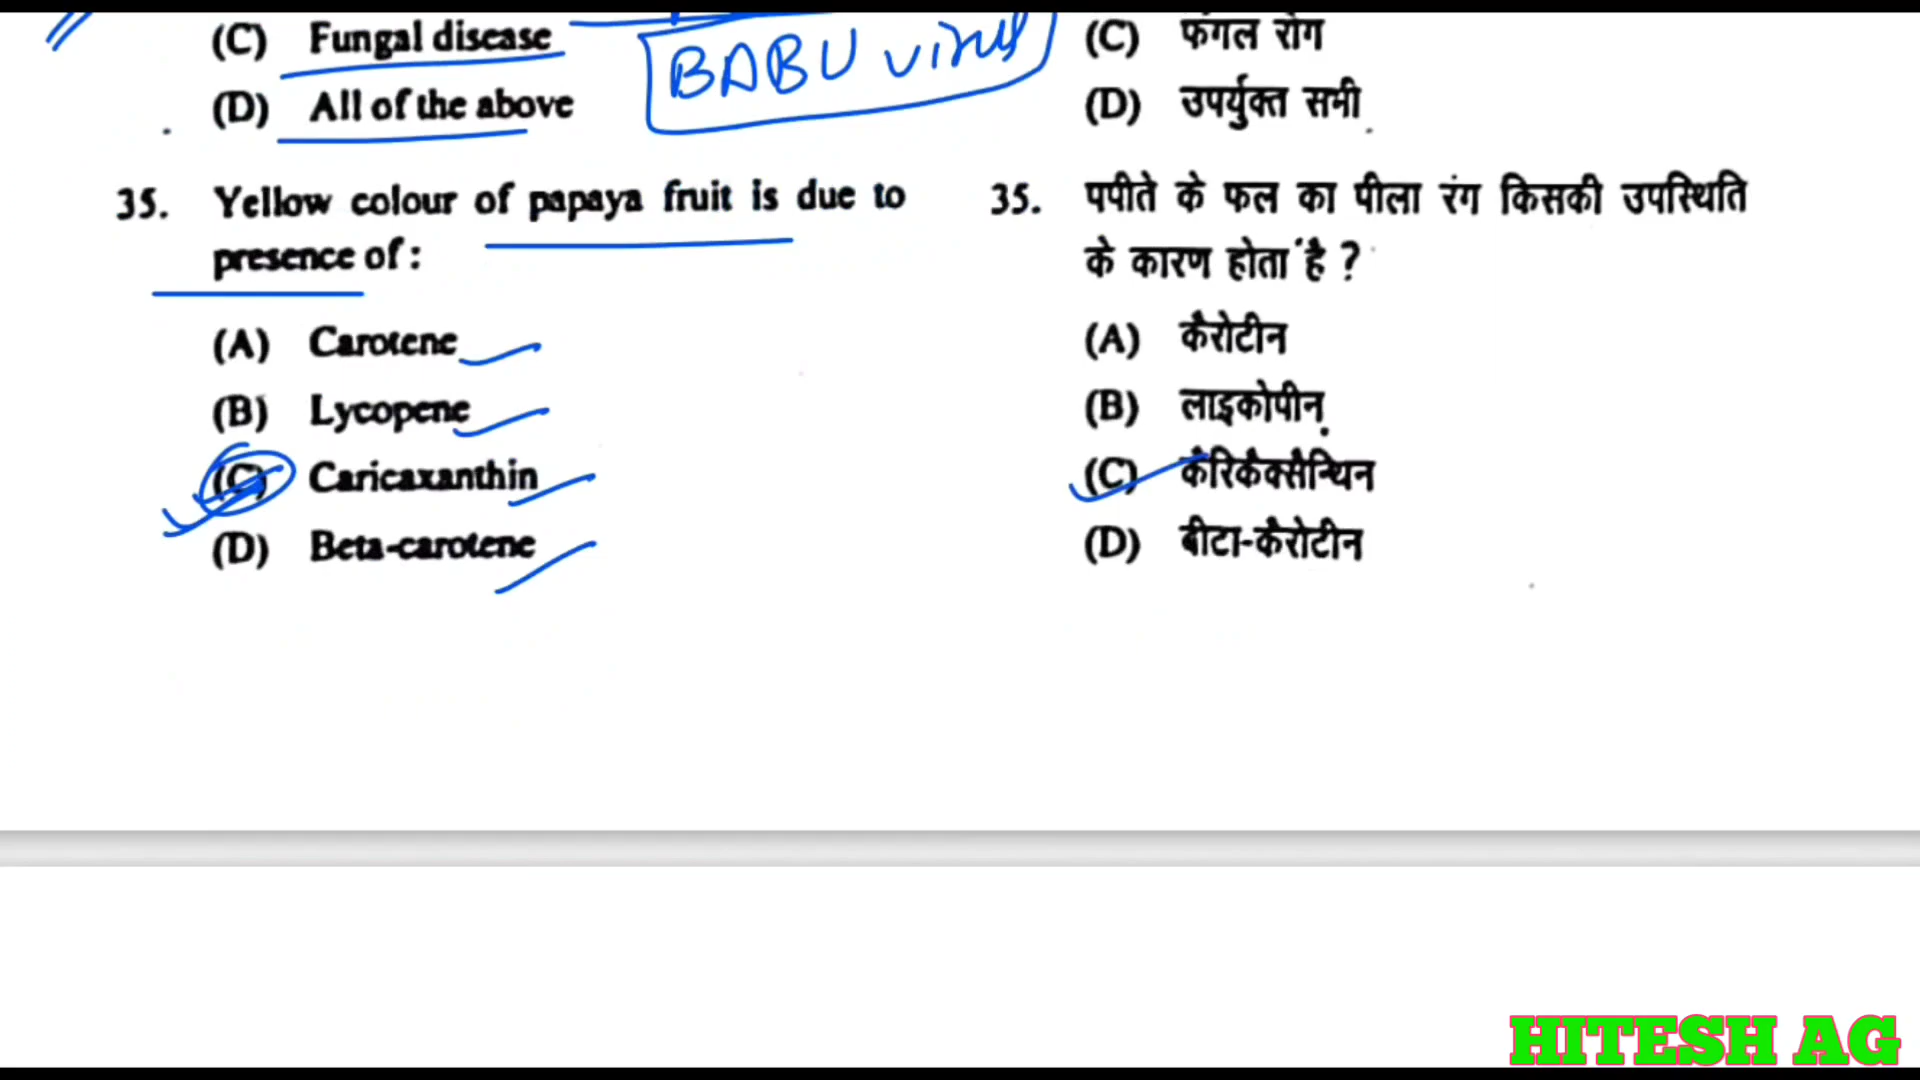 (C) Fungal disease
(D) All of the above
BABU virus
35. Yellow colour of papaya fruit is due to
presence of :
(A) Carotene
(B) Lycopene
(C) Caricaxanthin
(D) Beta-carotene
(C) फंगल रोग
(D) उपर्युक्त सभी
35. पपीते के फल का पीला रंग किसकी उपस्थिति
के कारण होता है ?
(A) कैरोटीन
(B) लाइकोपीन
(C) कैरिकैक्सैन्थिन
(D) बीटा-कैरोटीन
HITESH AG